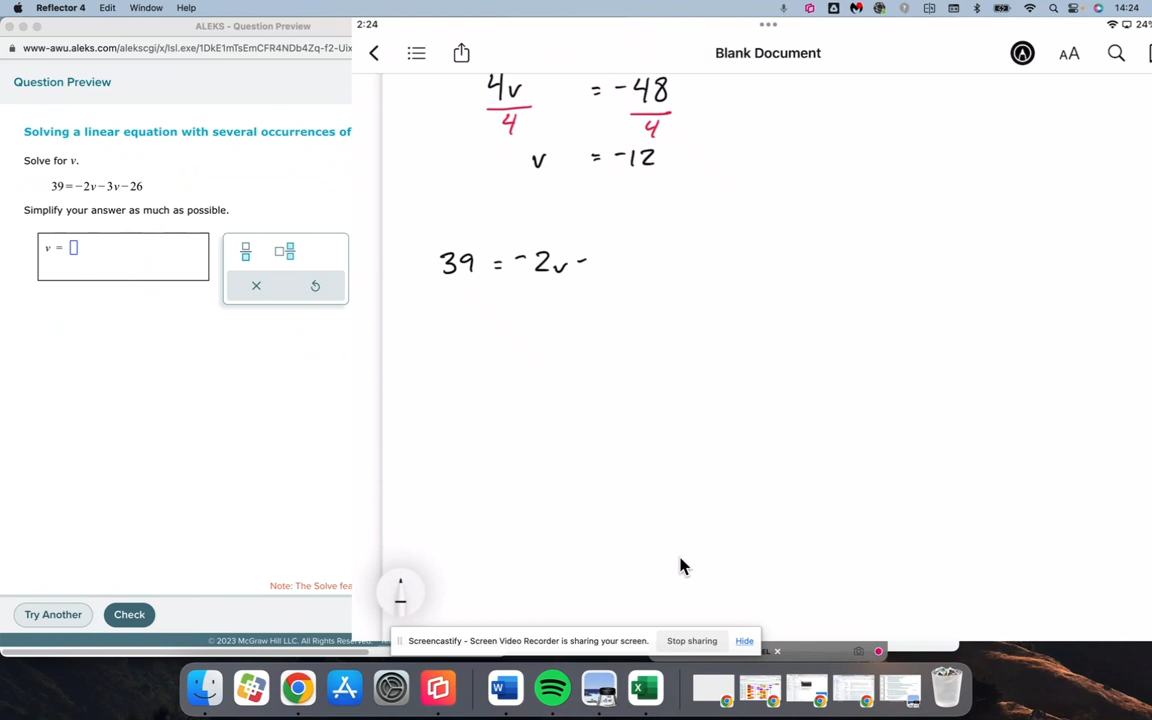 Reflector 4 Edit Window Help 14:24
ALEKS - Question Preview
2:24 24%
www-awu.aleks.com/alekscgi/x/Isl.exe/1DkE1mTsEmCFR4NDb4Zq-f2-Uix
Blank Document
AA
Question Preview
4v = -48
4 4
v = -12
Solving a linear equation with several occurrences of
Solve for v.
39=−2v−3v−26
Simplify your answer as much as possible.
v =
39 = -2v -
Note: The Solve fea
Try Another
Check
© 2023 McGraw Hill LLC. All Rights
Screencastify - Screen Video Recorder is sharing your screen.
Stop sharing
Hide